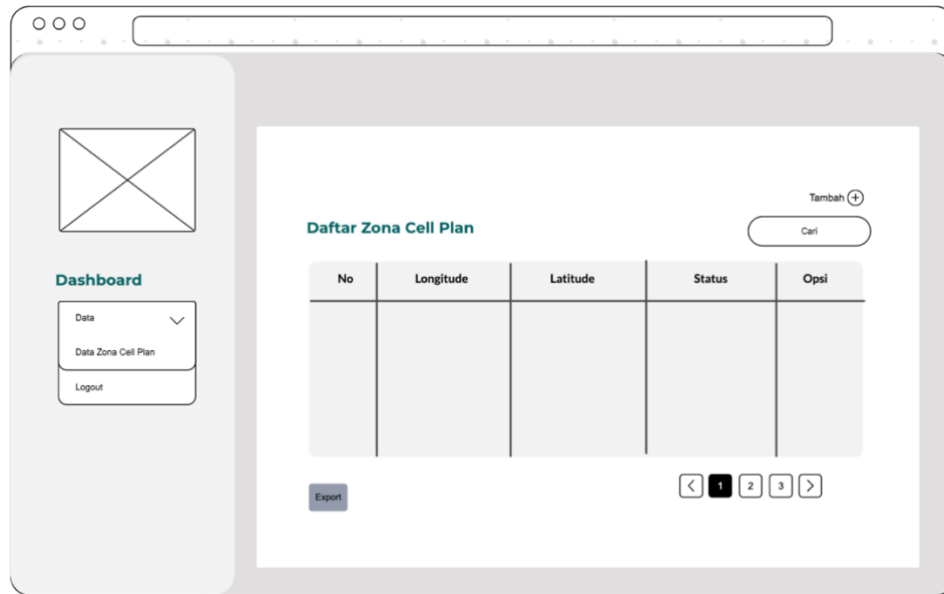 Dashboard
Data
Data Zona Cell Plan
Logout
Tambah
Daftar Zona Cell Plan
Cari
No Longitude Latitude Status Opsi
Export
1 2 3